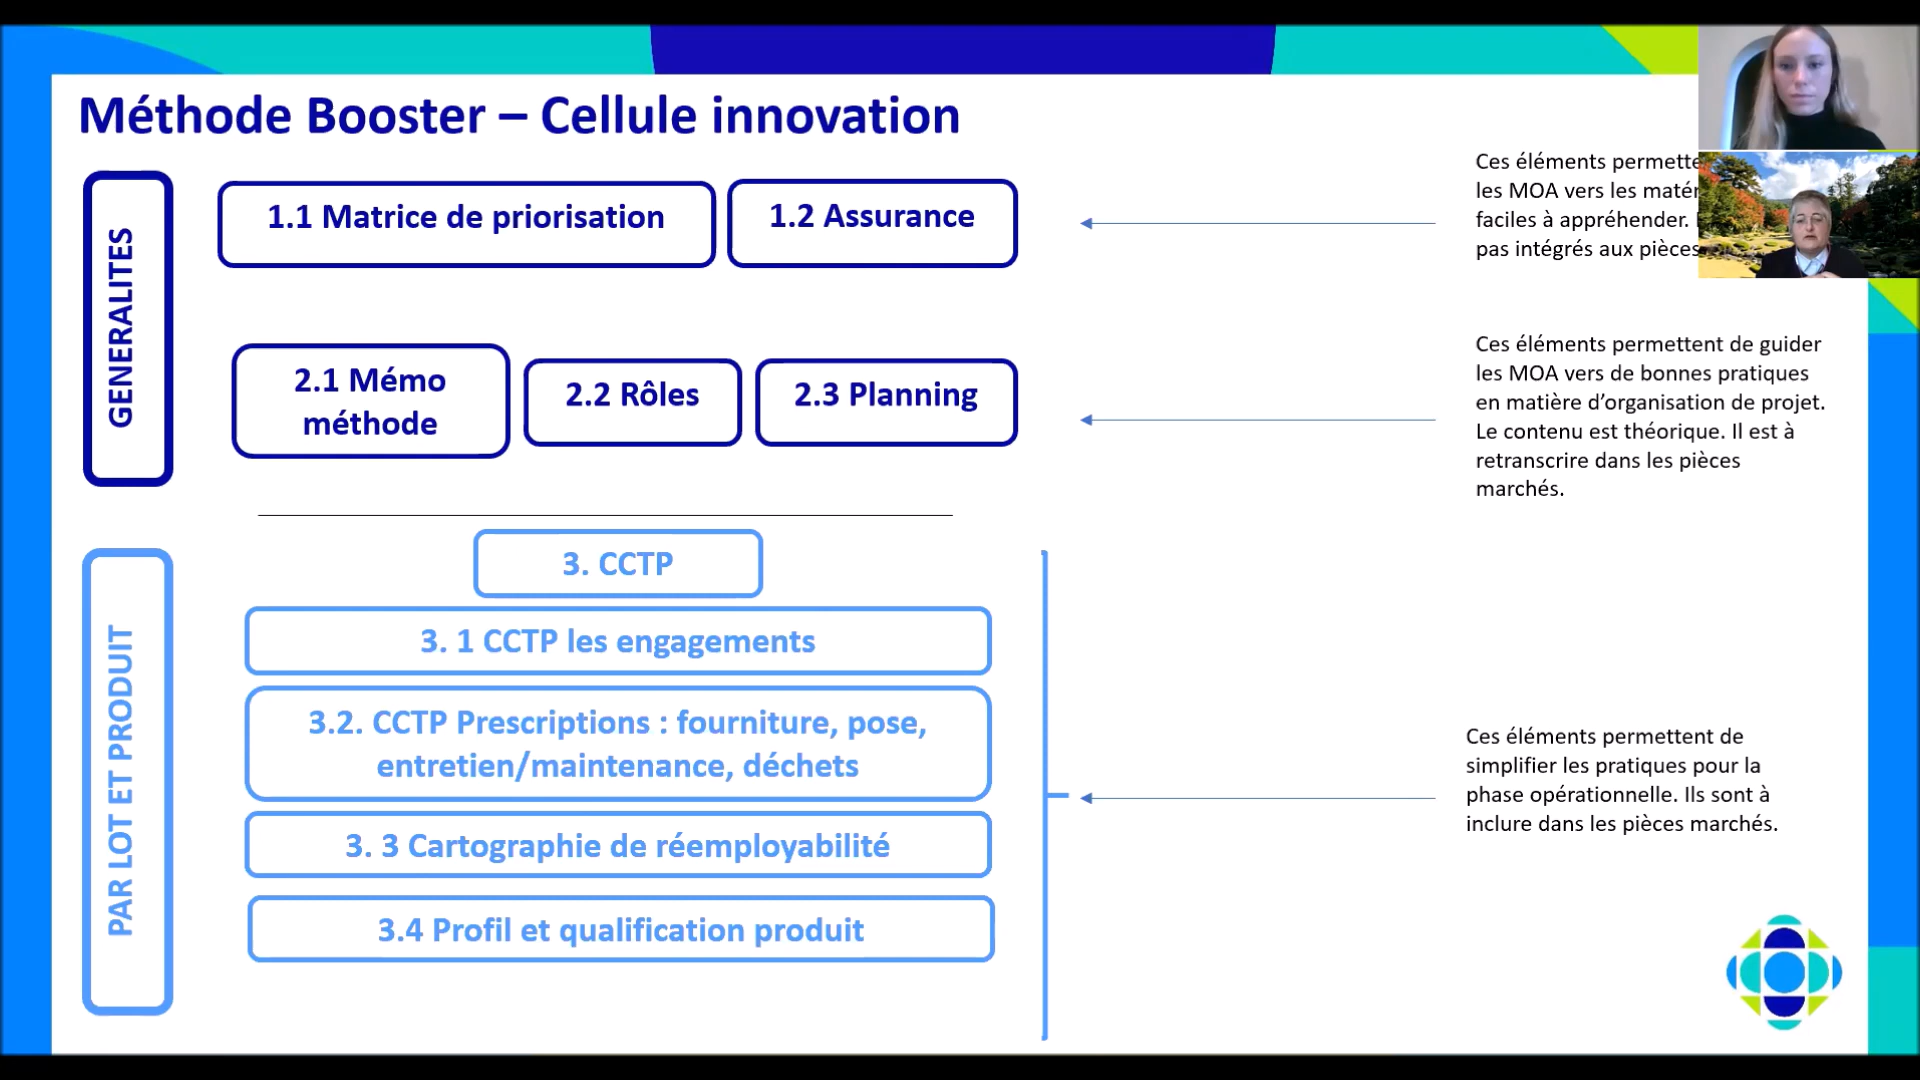 Méthode Booster – Cellule innovation
GENERALITES
1.1 Matrice de priorisation
1.2 Assurance
Ces éléments
les MOA vers les
faciles à appréhender.
pas intégrés aux pièces
2.1 Mémo
méthode
2.2 Rôles
2.3 Planning
Ces éléments permettent de guider
les MOA vers de bonnes pratiques
en matière d’organisation de projet.
Le contenu est théorique. Il est à
retranscrire dans les pièces
marchés.
PAR LOT ET PRODUIT
3. CCTP
3. 1 CCTP les engagements
3.2. CCTP Prescriptions : fourniture, pose,
entretien/maintenance, déchets
3. 3 Cartographie de réemployabilité
3.4 Profil et qualification produit
Ces éléments permettent de
simplifier les pratiques pour la
phase opérationnelle. Ils sont à
inclure dans les pièces marchés.